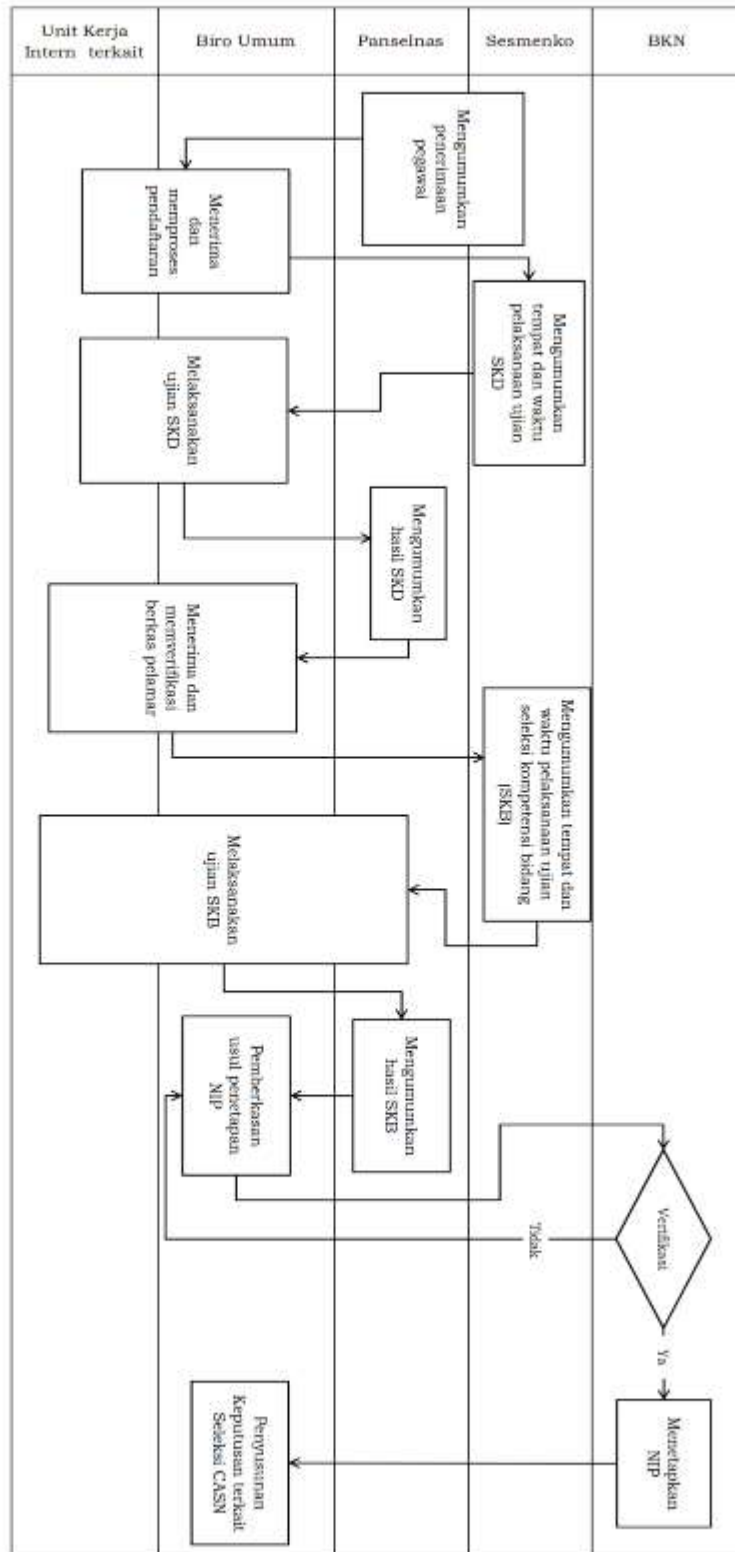 Unit Kerja
Intern terkait
Biro Umum
Panselnas
Sesmenko
BKN
Mengumumkan
penerimaan
pegawai
Menerima
dan
memproses
pendaftaran
Mengumumkan
tempat dan waktu
pelaksanaan ujian
SKD
Melaksanakan
ujian SKD
Mengumumkan
hasil SKD
Menerima dan
memverifikasi
berkas pelamar
Mengumumkan tempat dan
waktu pelaksanaan ujian
seleksi kompetensi bidang
(SKB)
Melaksanakan
ujian SKB
Mengumumkan
hasil SKB
Pemberkasan
usul penetapan
NIP
Verifikasi
Tidak
Ya
Menetapkan
NIP
Penyusunan
Keputusan terkait
Seleksi CASN